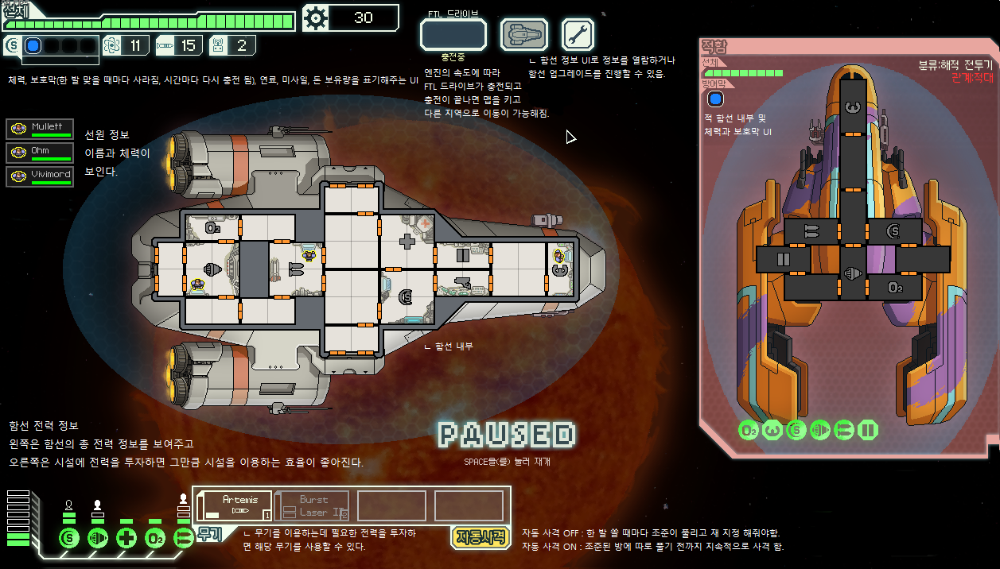 선체
30
FTL 드라이브
충전중
11
15
2
체력, 보호막(한 발 맞을 때마다 사라짐, 시간마다 다시 충전 됨), 연료, 미사일, 돈 보유량을 표기해주는 UI
엔진의 속도에 따라
FTL 드라이브가 충전되고
충전이 끝나면 맵을 키고
다른 지역으로 이동이 가능해짐.
ㄴ 함선 정보 UI로 정보를 열람하거나
함선 업그레이드를 진행할 수 있음.
적함
선체
분류:해적 전투기
관계:적대
방어막
적 함선 내부 및
체력과 보호막 UI
Mullett
Ohm
Vivimord
선원 정보
이름과 체력이
보인다.
O2
S
ㄴ 함선 내부
S
O2
O2
S
PAUSED
SPACE을(를) 눌러 재개
함선 전력 정보
왼쪽은 함선의 총 전력 정보를 보여주고
오른쪽은 시설에 전력을 투자하면 그만큼 시설을 이용하는 효율이 좋아진다.
Artemis
1
Burst
Laser II
2
S
O2
무기
ㄴ 무기를 이용하는데 필요한 전력을 투자하
면 해당 무기를 사용할 수 있다.
자동사격
자동 사격 OFF : 한 발 쏠 때마다 조준이 풀리고 재 지정 해줘야함.
자동 사격 ON : 조준된 방에 따로 풀기 전까지 지속적으로 사격 함.